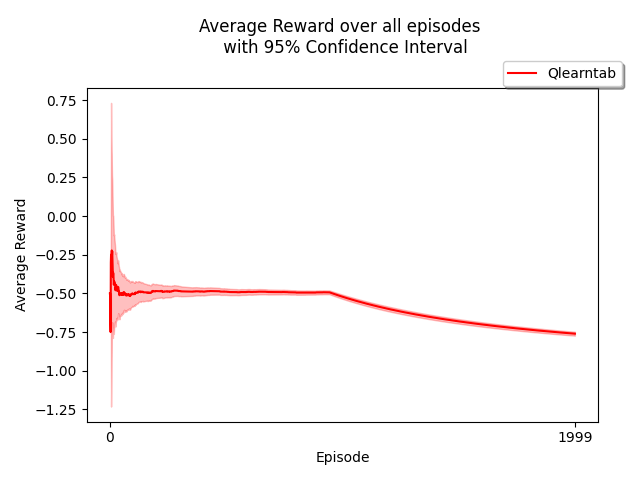 Average Reward over all episodes
with 95% Confidence Interval
Qlearntab
0.75
0.50
0.25
0.00
−0.25
−0.50
−0.75
−1.00
−1.25
Average Reward
0 1999
Episode